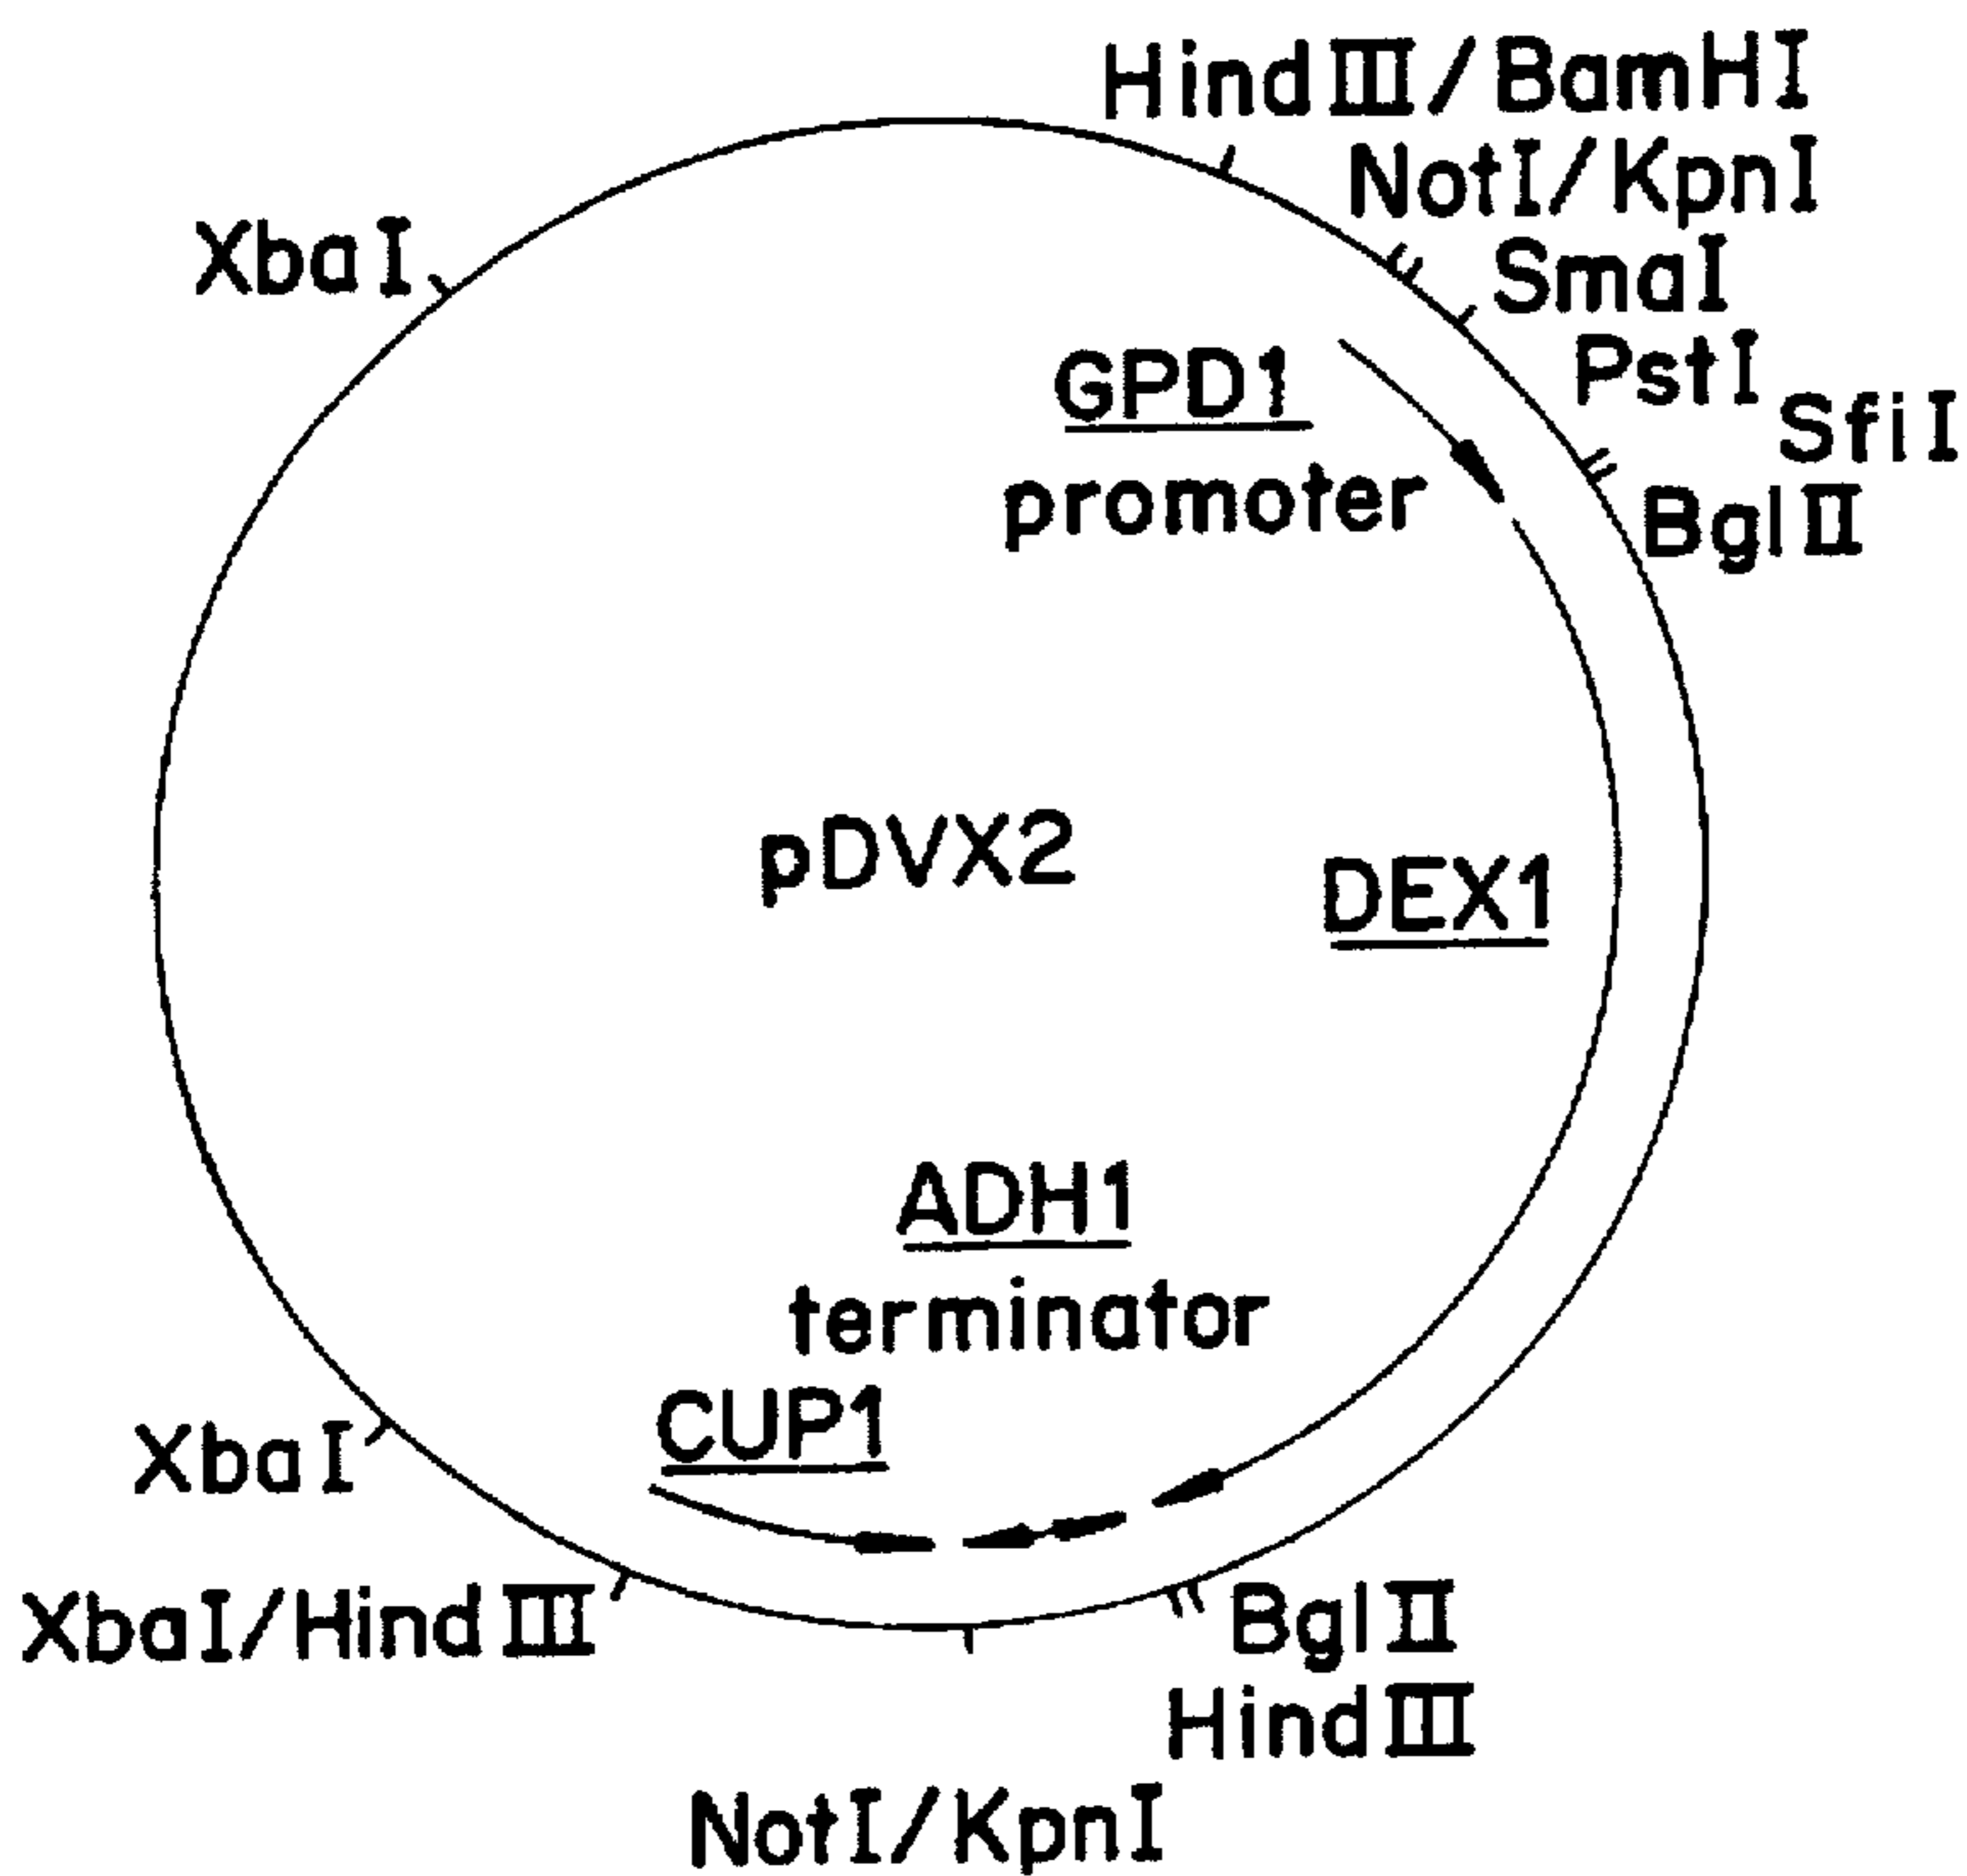 HindIII/BamHI
NotI/KpnI
XbaI
SmaI
PstI
GPD1
SfiI
promoter
BglII
pDVX2
DEX1
ADH1
terminator
CUP1
XbaI
XbaI/HindIII
BglII
HindIII
NotI/KpnI